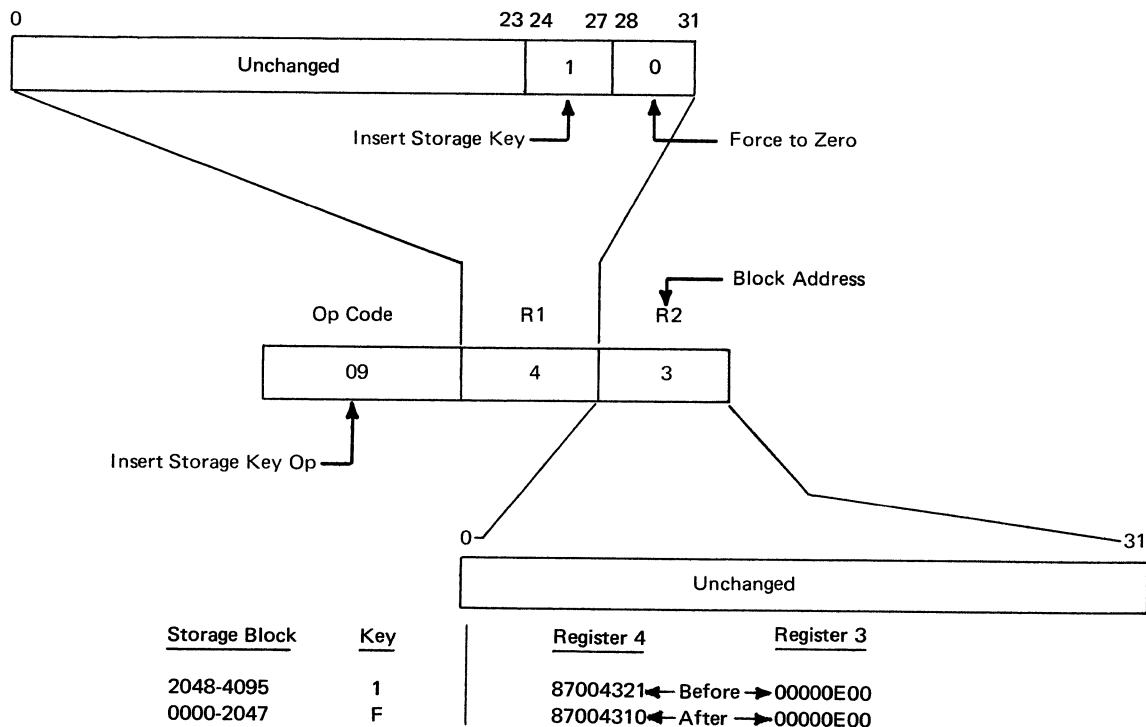 0 23 24 27 28 31
Unchanged 1 0
Insert Storage Key Force to Zero
Block Address
Op Code R1 R2
09 4 3
Insert Storage Key Op
0 31
Unchanged
Storage Block Key Register 4 Register 3
2048-4095 1 87004321 Before 00000E00
0000-2047 F 87004310 After 00000E00